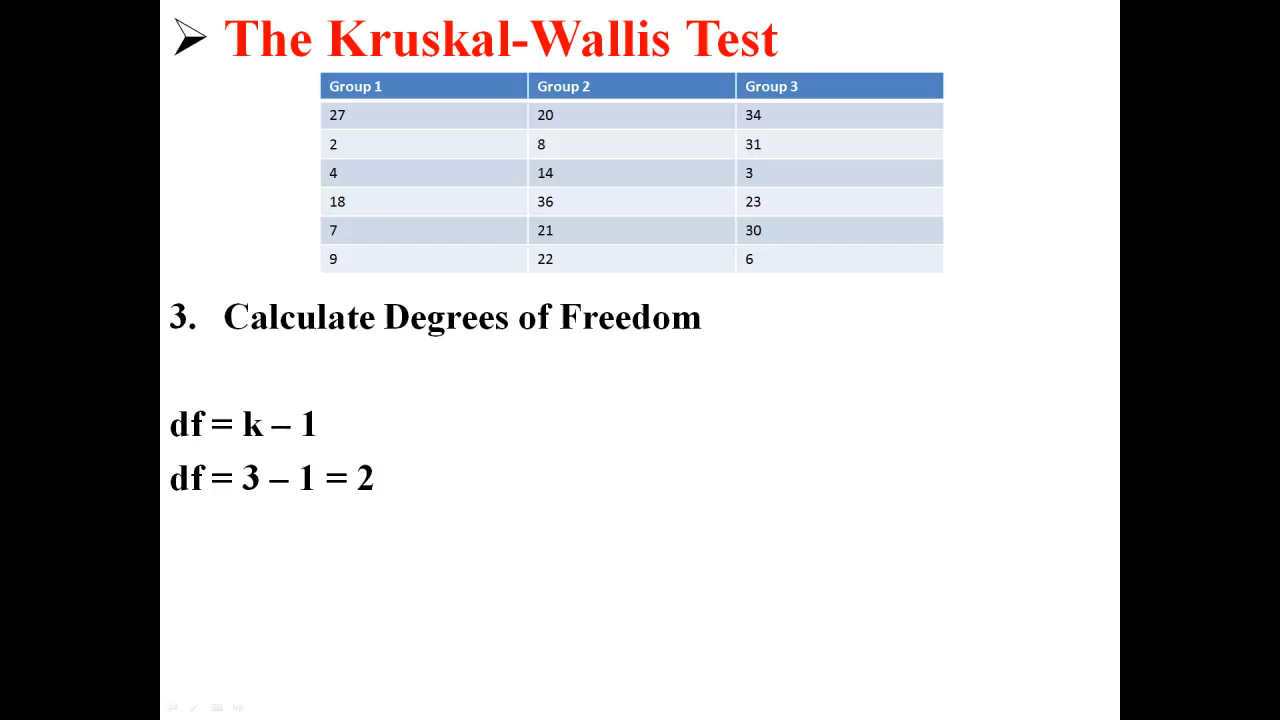 The Kruskal-Wallis Test
Group 1 Group 2 Group 3
27 20 34
2 8 31
4 14 3
18 36 23
7 21 30
9 22 6
3. Calculate Degrees of Freedom
df = k – 1
df = 3 – 1 = 2